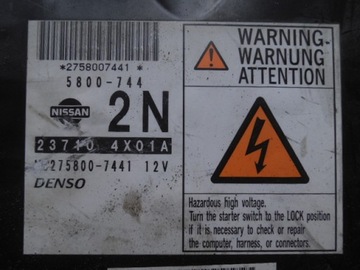 *2758007441*
5800-744
NISSAN
2N
23710 4X01A
275800-7441 12V
DENSO
WARNING-
WARNUNG
ATTENTION
Hazardous high voltage.
Turn the starter switch to the LOCK position
if it is necessary to check or repair
the computer, harness, or connectors.